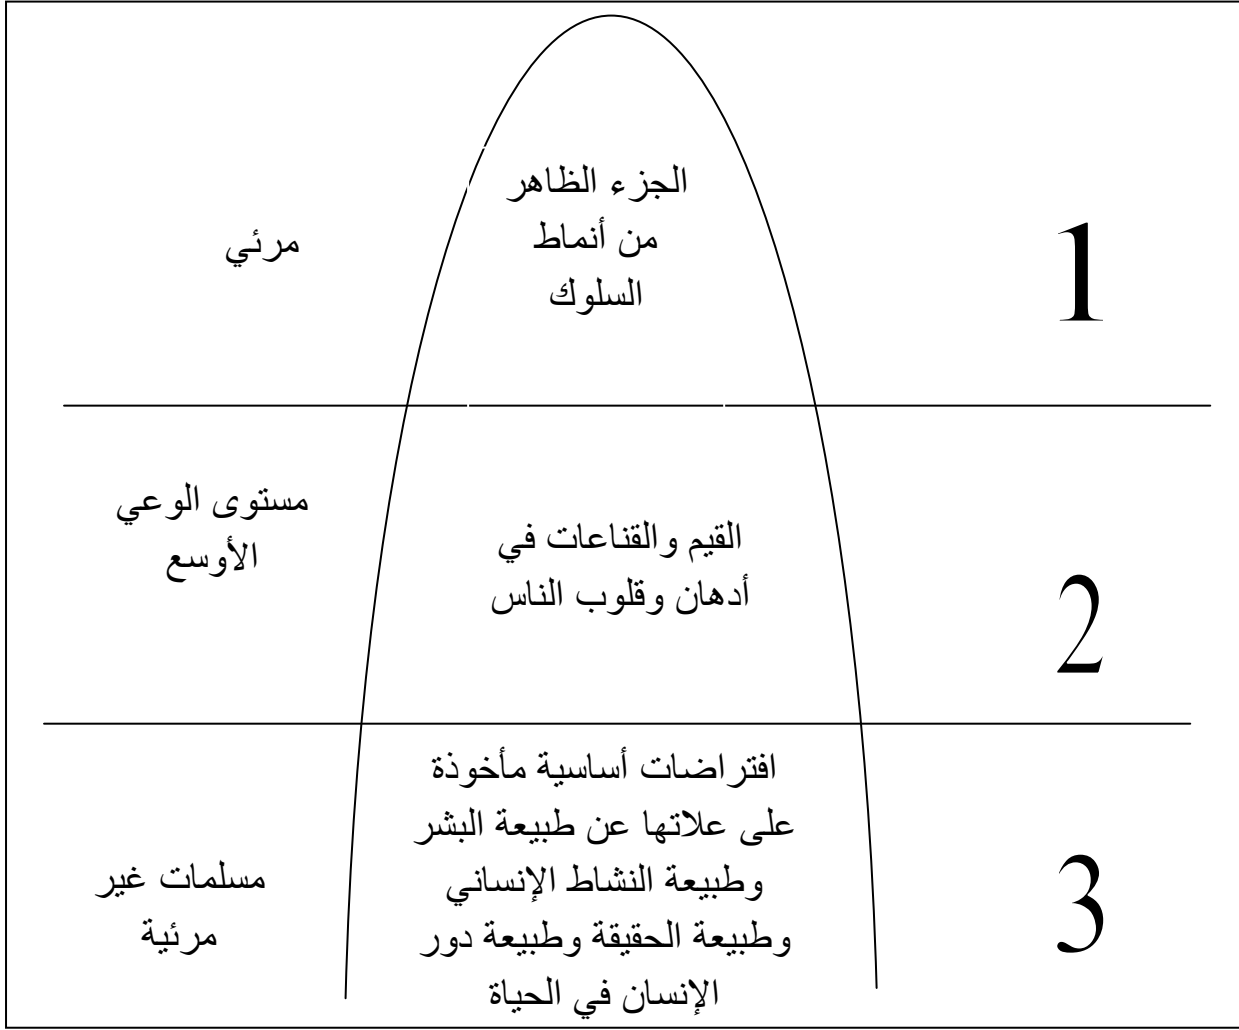 1
الجزء الظاهر
من أنماط
السلوك
مرئي
2
القيم والقناعات في
أدهان وقلوب الناس
مستوى الوعي
الأوسع
3
افتراضات أساسية مأخوذة
على علاتها عن طبيعة البشر
وطبيعة النشاط الإنساني
وطبيعة الحقيقة وطبيعة دور
الإنسان في الحياة
مسلمات غير
مرئية